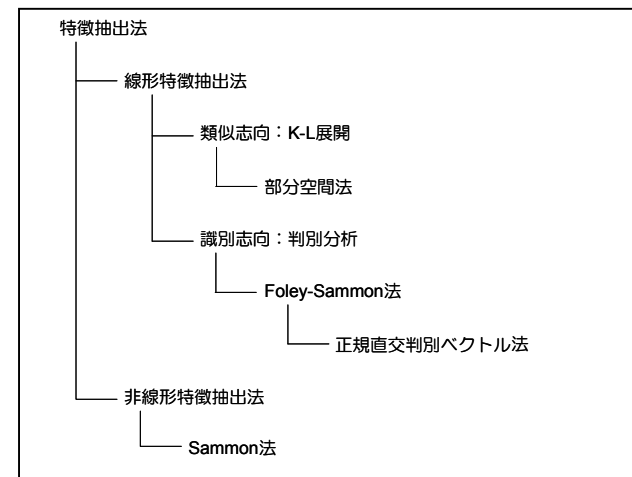 特徴抽出法
線形特徴抽出法
類似志向：K-L展開
部分空間法
識別志向：判別分析
Foley-Sammon法
正規直交判別ベクトル法
非線形特徴抽出法
Sammon法